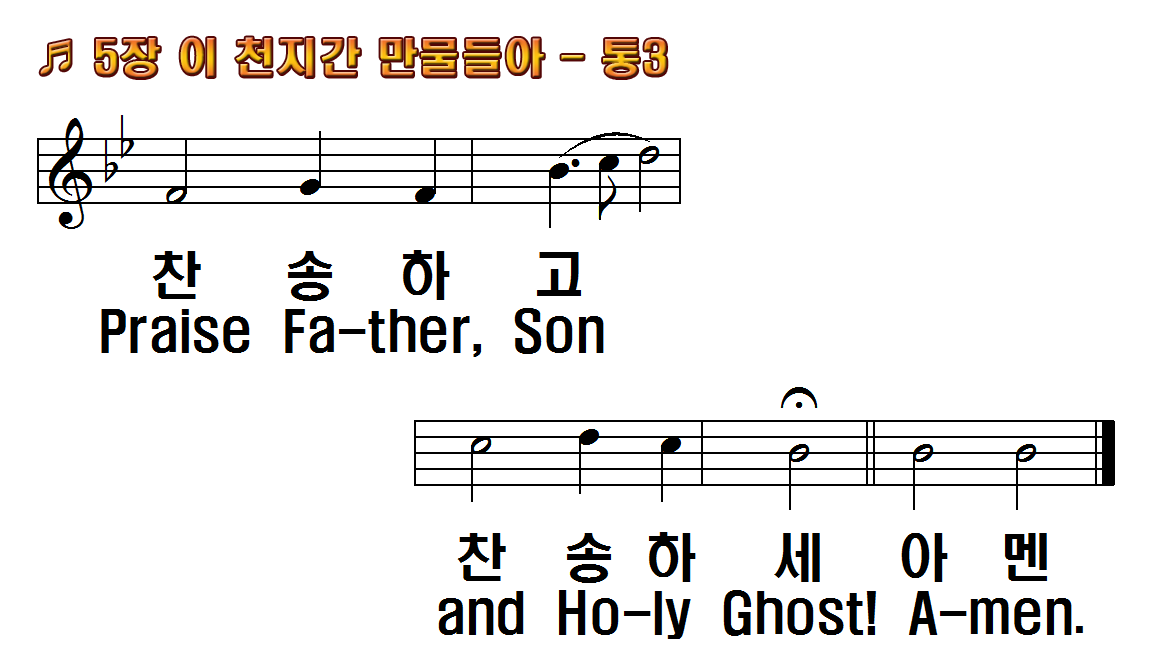 ♬ 5장 이 천지간 만물들아 - 통3
찬 송 하 고
Praise Fa-ther, Son
찬 송 하 세 아 멘
and Ho-ly Ghost! A-men.